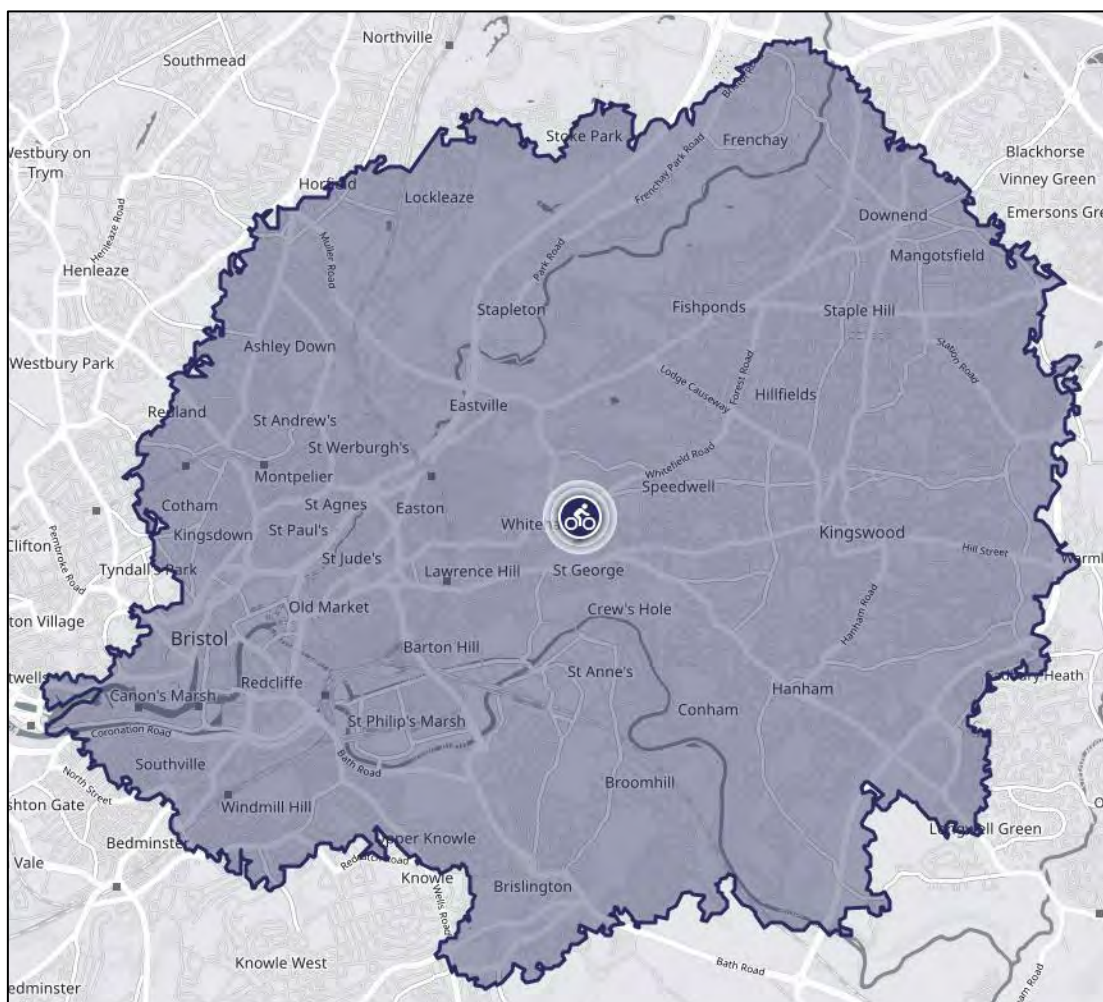 Northville
Southmead
Stoke Park
Frenchay
Westbury on
Trym
Blackhorse
Vinney Green
Horfield
Lockleaze
Frenchay Park Road
Henleaze Road
Downend
Emersons Gre
Muller Road
Park Road
Mangotsfield
Henleaze
Stapleton
Fishponds
Staple Hill
Ashley Down
Station Road
Westbury Park
Lodge Causeway
Forest Road
Hillfields
Redland
Eastville
St Andrew's
St Werburgh's
Whitefield Road
Montpelier
Speedwell
Cotham
St Agnes
Easton
Kingsdown
St Paul's
Kingswood
Clifton
Pembroke Road
Hill Street
St Jude's
Tyndall's Park
Lawrence Hill
St George
Old Market
Crew's Hole
Hanham Road
ton Village
Bristol
Barton Hill
St Anne's
Redcliffe
Hanham
Canon's Marsh
Conham
St Philip's Marsh
Coronation Road
Bath Road
Southville
Broomhill
North Street
shton Gate
Windmill Hill
Longwell Green
Upper Knowle
Vale
Knowle
Wells Road
Brislington
Knowle West
Bath Road
edminster